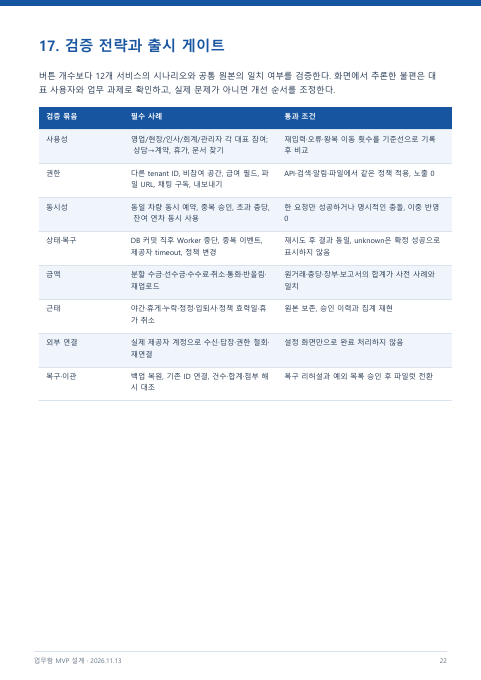 17. 검증 전략과 출시 게이트
버튼 개수보다 12개 서비스의 시나리오와 공통 원본의 일치 여부를 검증한다. 화면에서 주론한 불편은 대
표 사용자와 업무 과제로 확인하고, 실제 문제가 아니면 개선 순서를 조정한다.
검증 묶음 필수 사례 통과 조건
사용성 영업/현장/인사/회계/관리자 각 대표 참여; 재입력·오류·왕복 이동 횟수를 기준선으로 기록
상담→계약, 휴가, 문서 찾기 후 비교
권한 다른 tenant ID, 비참여 공간, 급여 필드, 파 API·검색·알림·파일에서 같은 정책 적용, 노출 0
일 URL, 채팅 구독, 내보내기
동시성 동일 차량 동시 예약, 중복 승인, 초과 충당, 한 요청만 성공하거나 명시적인 충돌, 이중 반영
잔여 연차 동시 사용 0
상태·복구 DB 커밋 직후 Worker 중단, 중복 이벤트, 재시도 후 결과 동일, unknown은 확정 성공으로
제공자 timeout, 정책 변경 표시하지 않음
금액 분할 수금·선수금·수수료·취소·통화·반올림· 원거래·충당·장부·보고서의 합계가 사전 사례와
재업로드 일치
근태 야간·휴게·누락·정정·입퇴사·정책 효력일·휴 원본 보존, 승인 이력과 집계 재현
가 취소
외부 연결 실제 제공자 계정으로 수신·답장·권한 철회· 설정 화면만으로 완료 처리하지 않음
재연결
복구·이관 백업 복원, 기존 ID 연결, 건수·합계·첨부 해 복구 리허설과 예외 목록 승인 후 파일럿 전환
시 대조
업무함 MVP 설계 · 2026.11.13 22